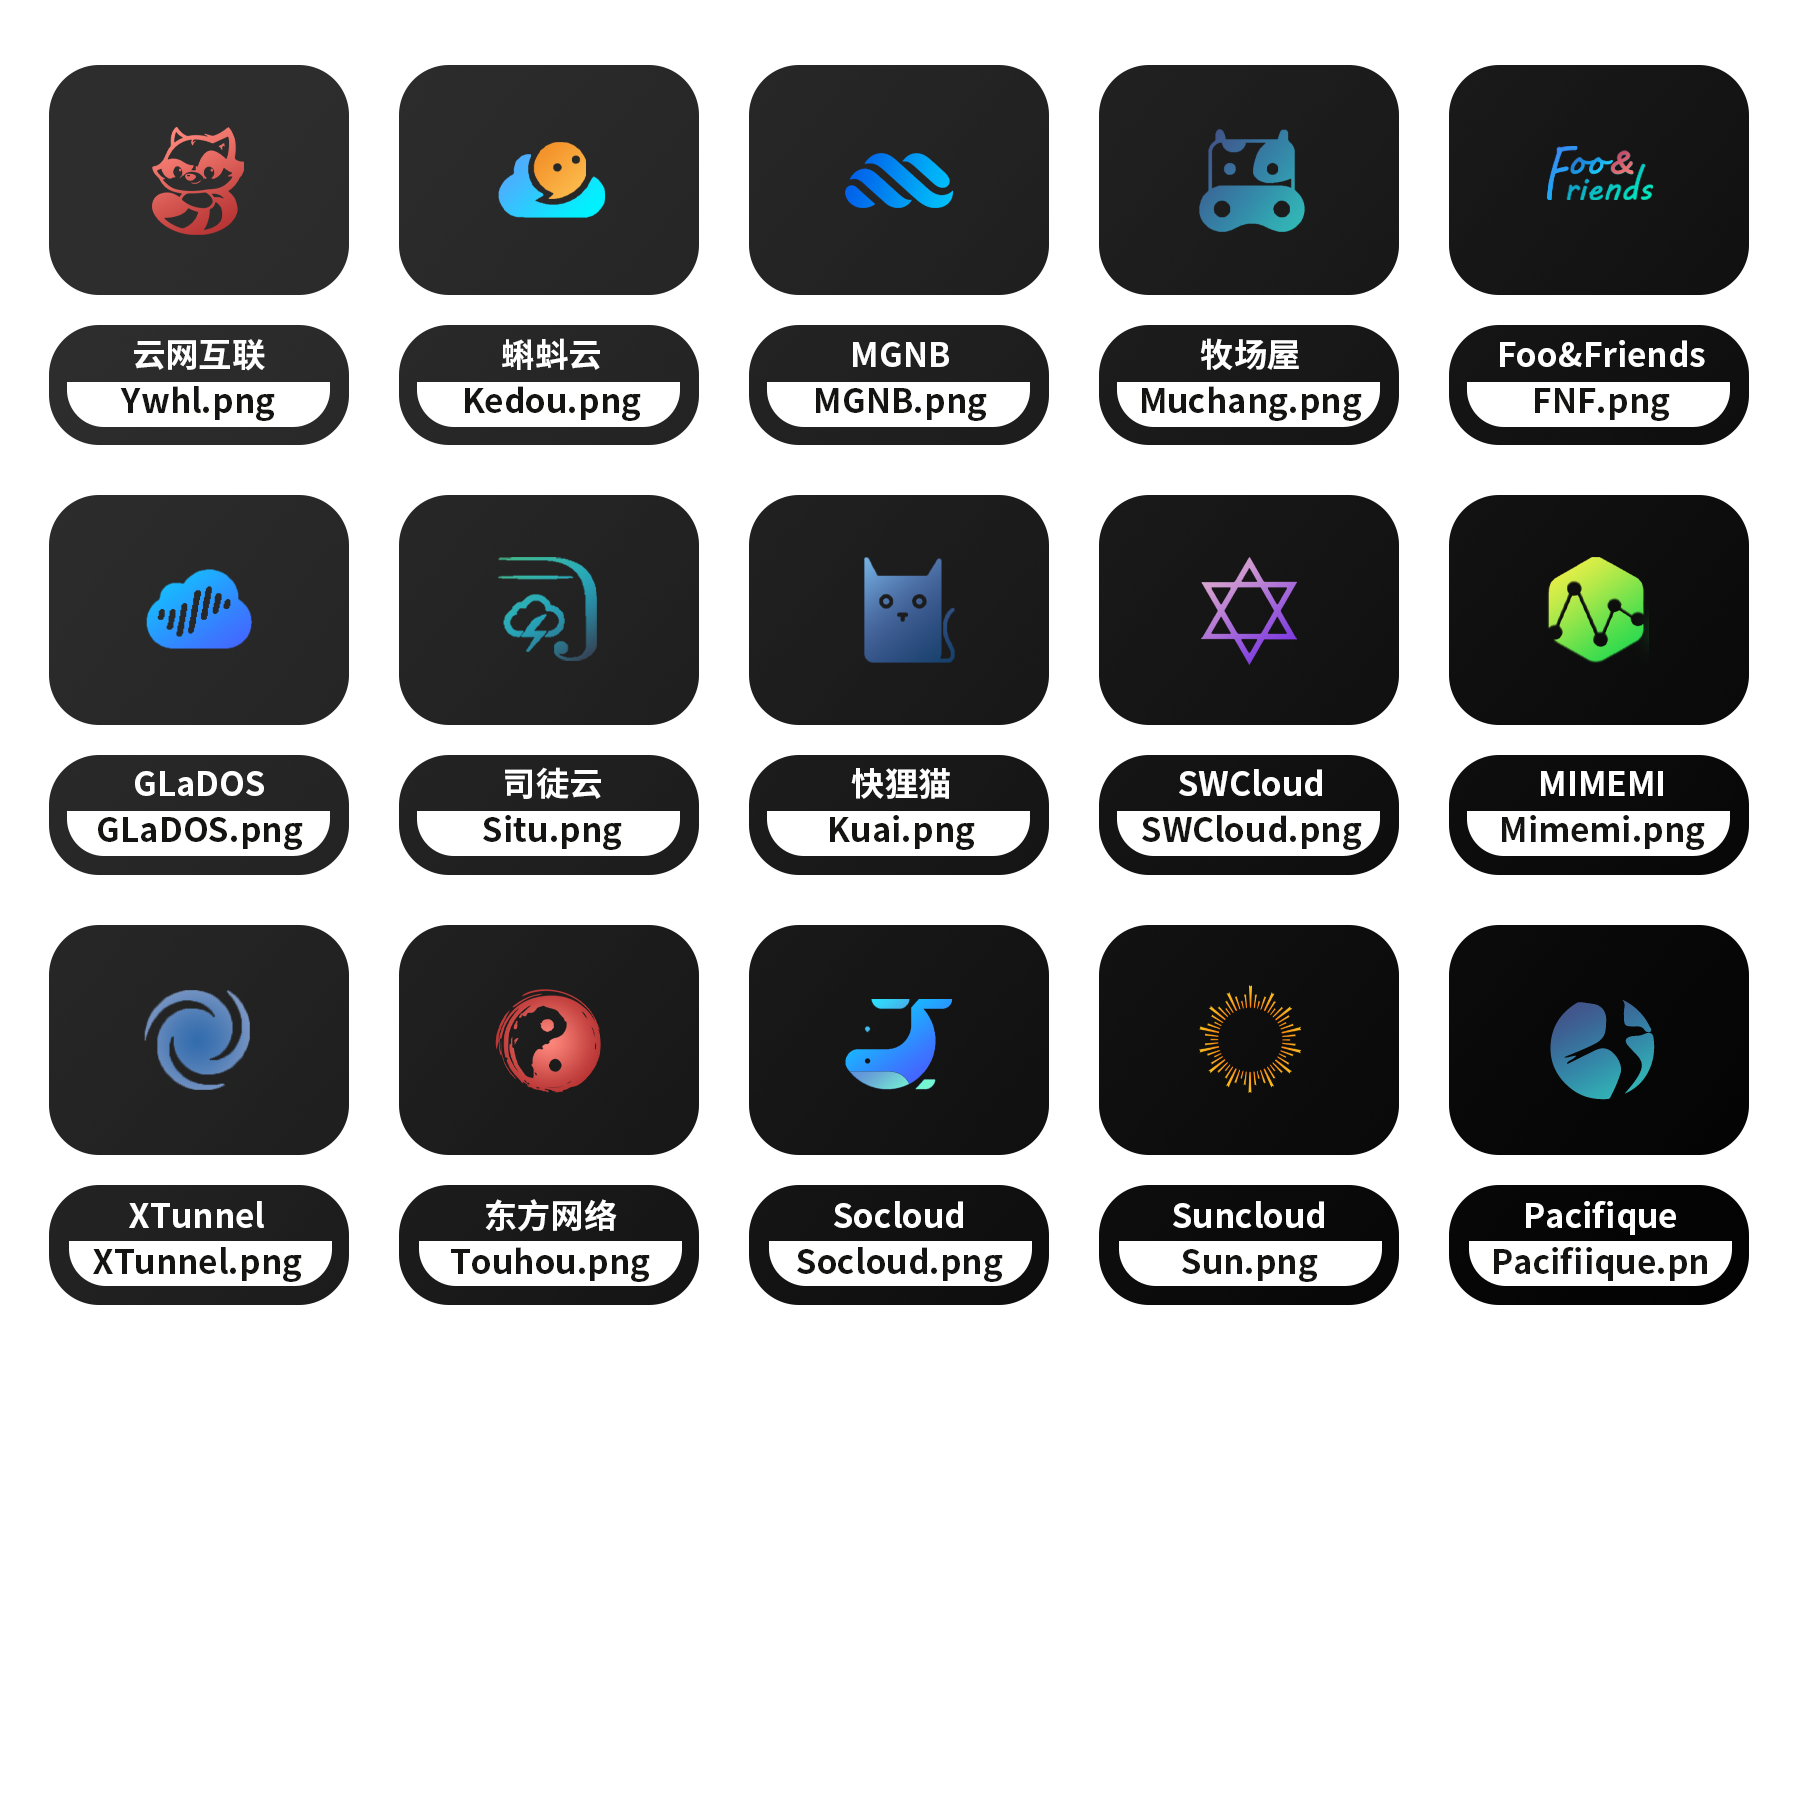 Foo&
Friends
云网互联
Ywhl.png
蝌蚪云
Kedou.png
MGNB
MGNB.png
牧场屋
Muchang.png
Foo&Friends
FNF.png
GLaDOS
GLaDOS.png
司徒云
Situ.png
快狸猫
Kuai.png
SWCloud
SWCloud.png
MIMEMI
Mimemi.png
XTunnel
XTunnel.png
东方网络
Touhou.png
Socloud
Socloud.png
Suncloud
Sun.png
Pacifique
Pacifiique.pn